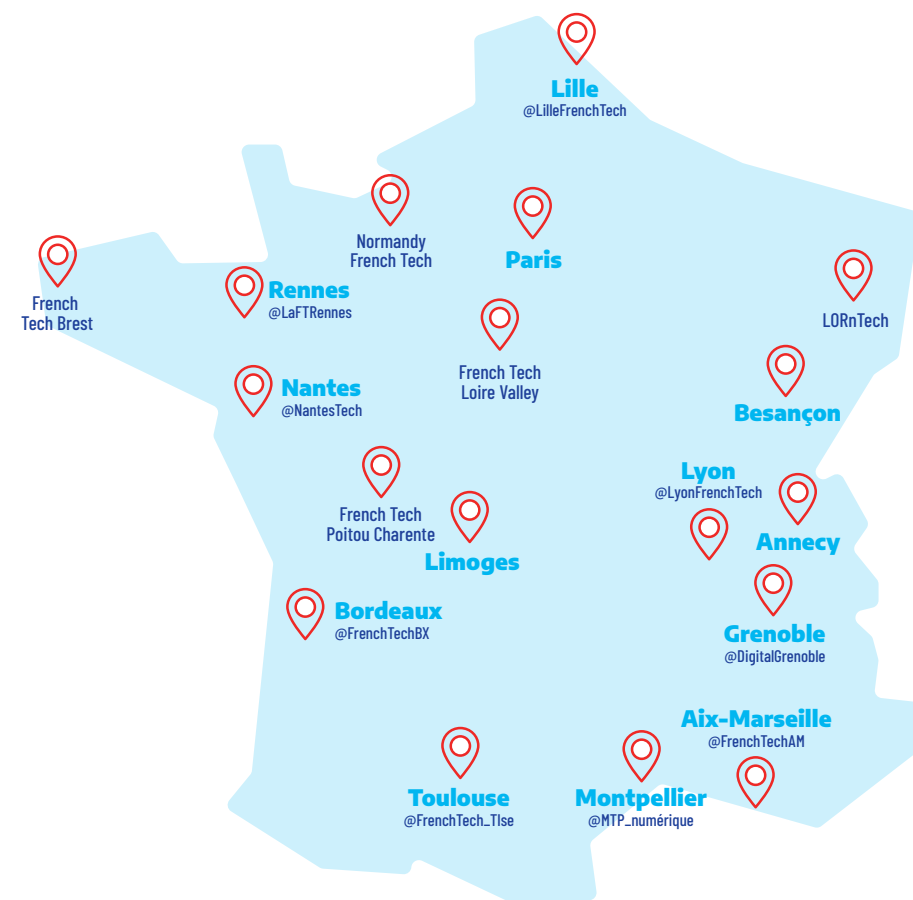 Lille
@LilleFrenchTech
Normandy
French Tech
Paris
French
Tech Brest
Rennes
@LaFTRennes
LORnTech
French Tech
Loire Valley
Nantes
@NantesTech
Besançon
Lyon
@LyonFrenchTech
French Tech
Poitou Charente
Limoges
Annecy
Bordeaux
@FrenchTechBX
Grenoble
@DigitalGrenoble
Aix-Marseille
@FrenchTechAM
Toulouse
@FrenchTech_Tlse
Montpellier
@MTP_numérique